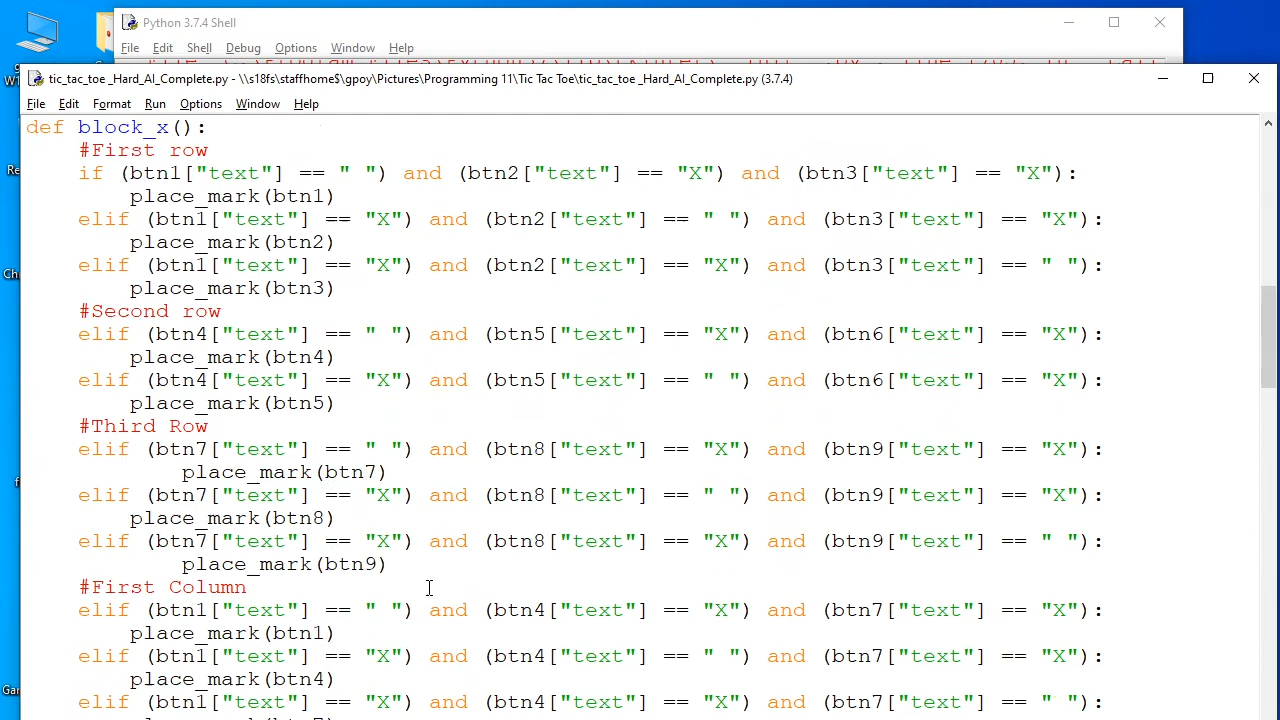 Python 3.7.4 Shell
File Edit Shell Debug Options Window Help
tic_tac_toe _Hard_AI_Complete.py - \\s18fs\staffhome$\gpoy\Pictures\Programming 11\Tic Tac Toe\tic_tac_toe _Hard_AI_Complete.py (3.7.4)
File Edit Format Run Options Window Help
def block_x():
    #First row
    if (btn1["text"] == " ") and (btn2["text"] == "X") and (btn3["text"] == "X"):
        place_mark(btn1)
    elif (btn1["text"] == "X") and (btn2["text"] == " ") and (btn3["text"] == "X"):
        place_mark(btn2)
    elif (btn1["text"] == "X") and (btn2["text"] == "X") and (btn3["text"] == " "):
        place_mark(btn3)
    #Second row
    elif (btn4["text"] == " ") and (btn5["text"] == "X") and (btn6["text"] == "X"):
        place_mark(btn4)
    elif (btn4["text"] == "X") and (btn5["text"] == " ") and (btn6["text"] == "X"):
        place_mark(btn5)
    #Third Row
    elif (btn7["text"] == " ") and (btn8["text"] == "X") and (btn9["text"] == "X"):
            place_mark(btn7)
    elif (btn7["text"] == "X") and (btn8["text"] == " ") and (btn9["text"] == "X"):
        place_mark(btn8)
    elif (btn7["text"] == "X") and (btn8["text"] == "X") and (btn9["text"] == " "):
            place_mark(btn9)
    #First Column
    elif (btn1["text"] == " ") and (btn4["text"] == "X") and (btn7["text"] == "X"):
        place_mark(btn1)
    elif (btn1["text"] == "X") and (btn4["text"] == " ") and (btn7["text"] == "X"):
        place_mark(btn4)
    elif (btn1["text"] == "X") and (btn4["text"] == "X") and (btn7["text"] == " "):